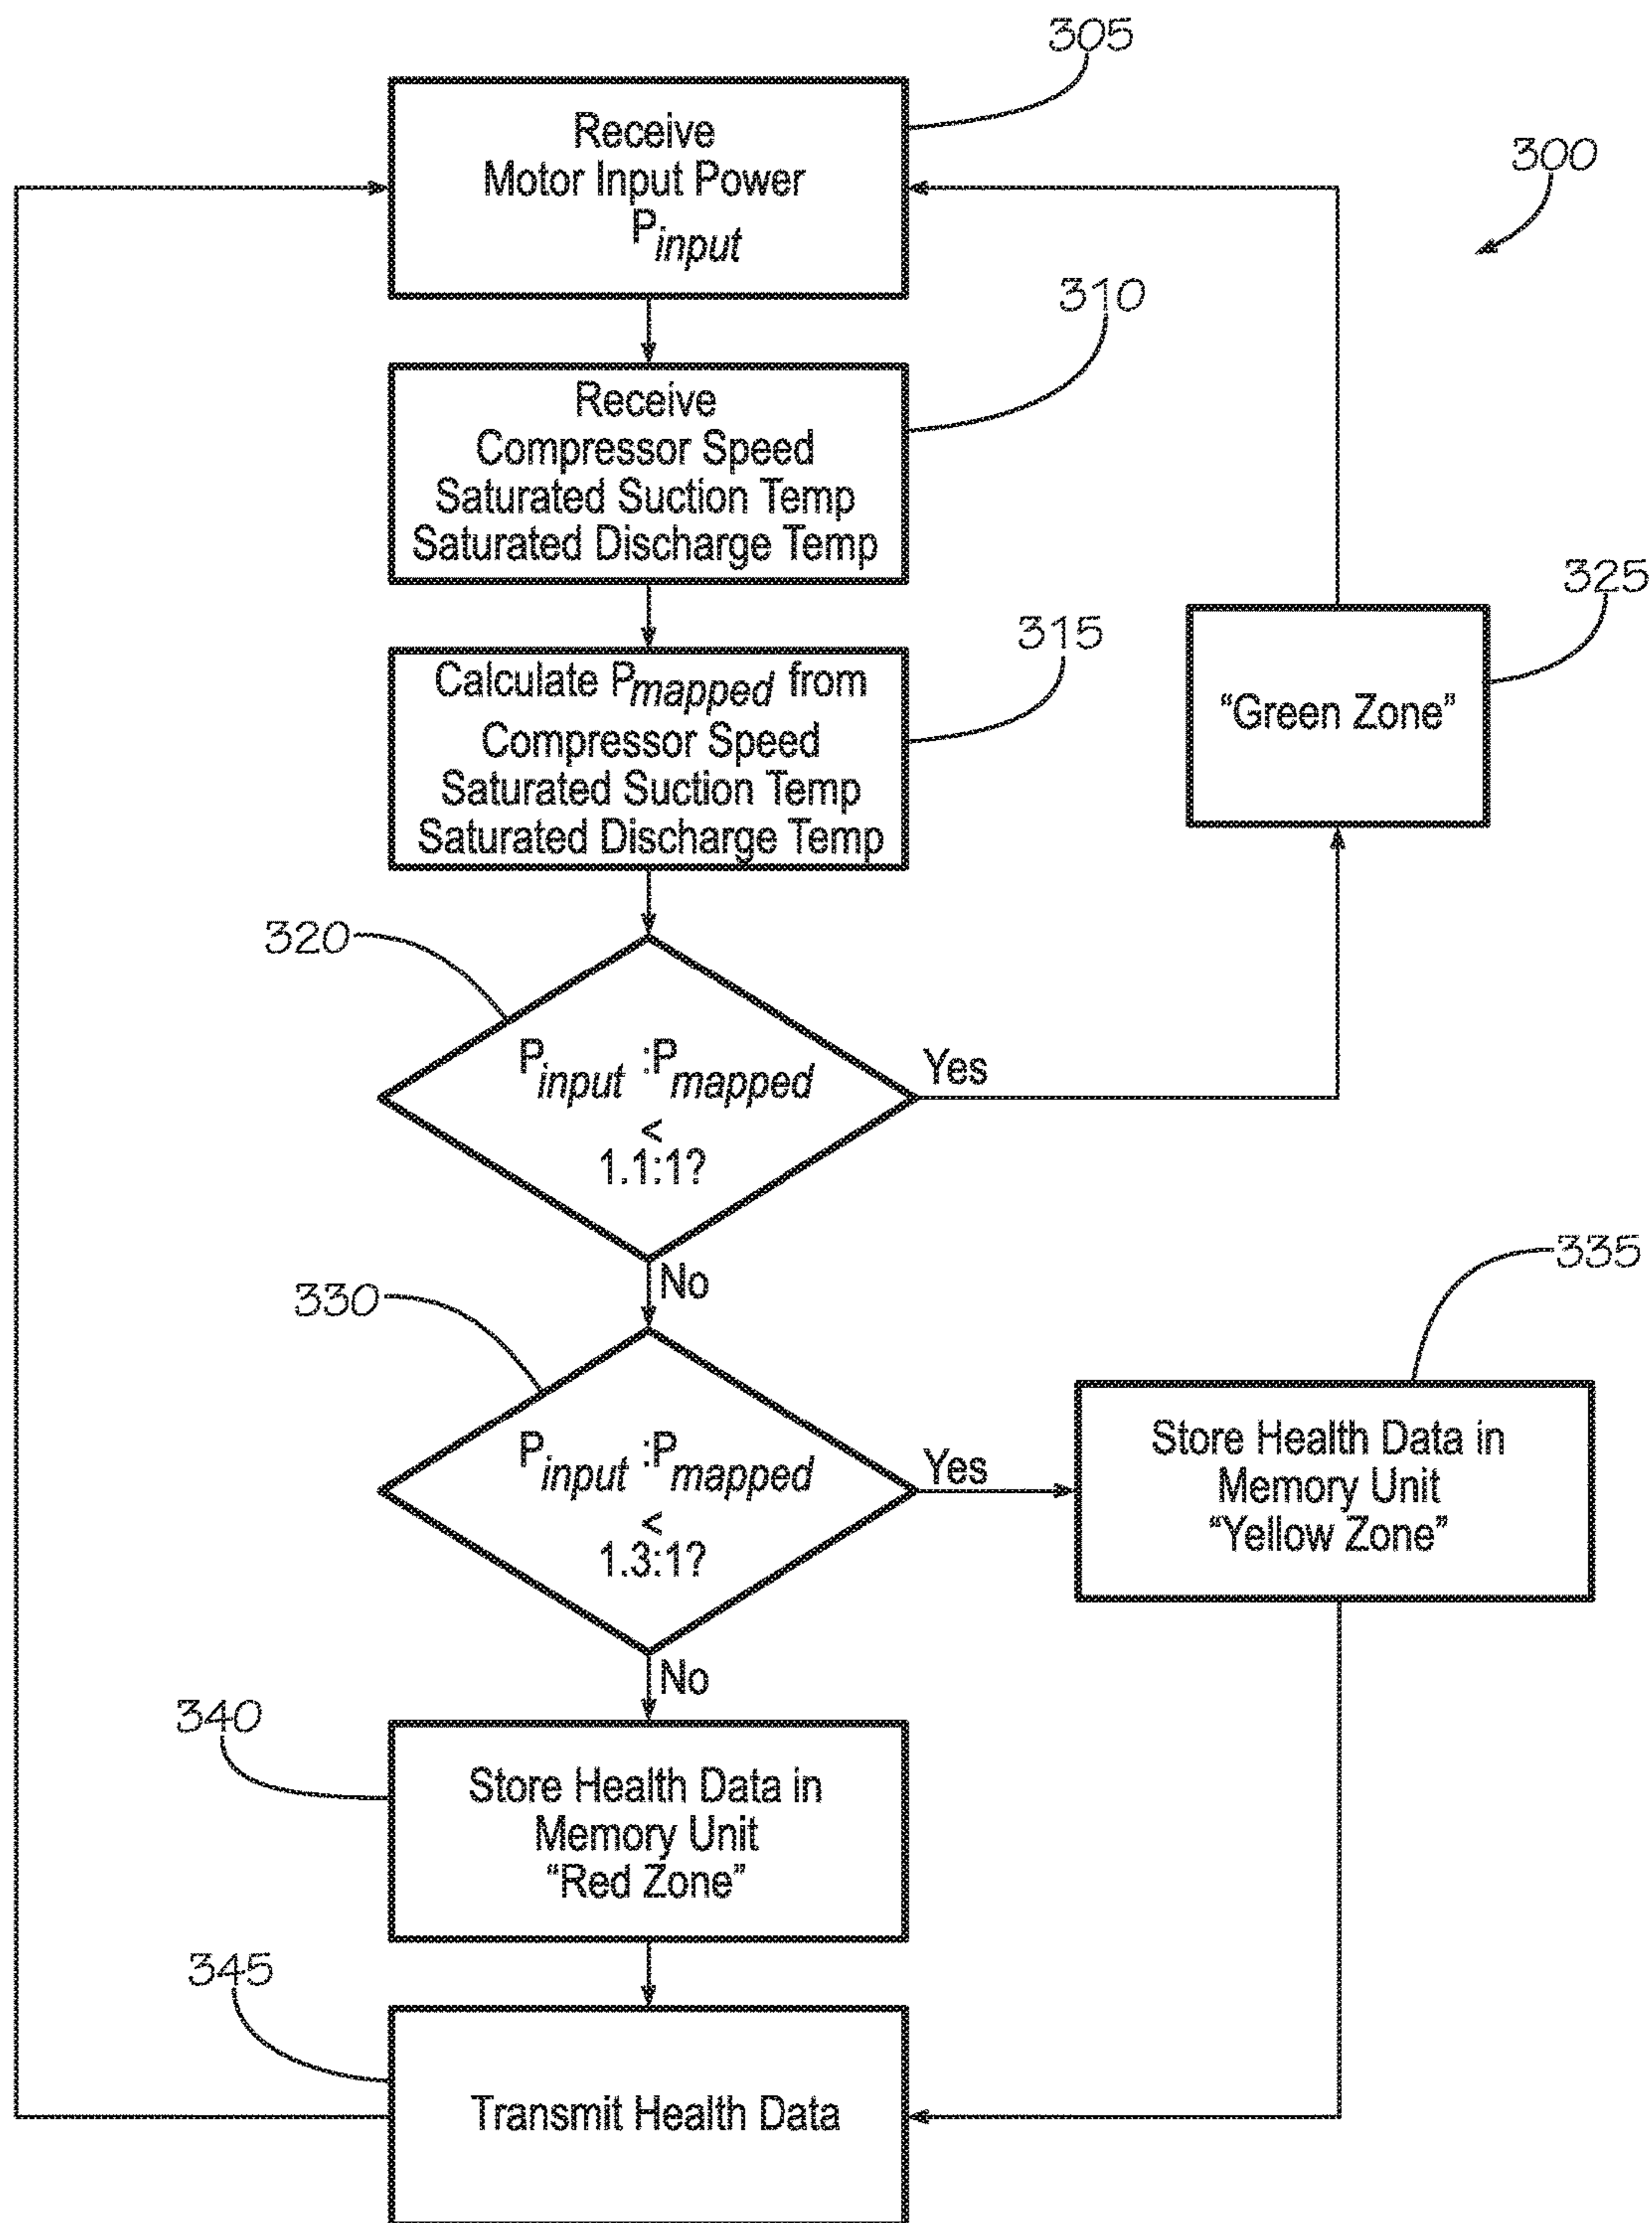 305
Receive
Motor Input Power
Pinput
300
310
Receive
Compressor Speed
Saturated Suction Temp
Saturated Discharge Temp
325
"Green Zone"
315
Calculate Pmapped from
Compressor Speed
Saturated Suction Temp
Saturated Discharge Temp
320
Pinput :Pmapped
<
1.1:1?
Yes
No
330
Pinput :Pmapped
<
1.3:1?
Yes
335
Store Health Data in
Memory Unit
"Yellow Zone"
No
340
Store Health Data in
Memory Unit
"Red Zone"
345
Transmit Health Data